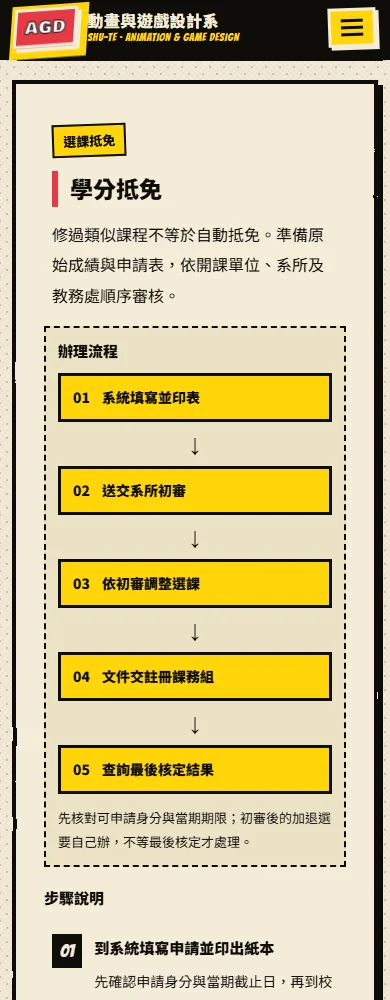 AGD
動畫與遊戲設計系
SHU-TE · ANIMATION & GAME DESIGN
選課抵免
學分抵免
修過類似課程不等於自動抵免。準備原
始成績與申請表，依開課單位、系所及
教務處順序審核。
辦理流程
01 系統填寫並印表
↓
02 送交系所初審
↓
03 依初審調整選課
↓
04 文件交註冊課務組
↓
05 查詢最後核定結果
先核對可申請身分與當期期限；初審後的加退選
要自己辦，不等最後核定才處理。
步驟說明
01 到系統填寫申請並印出紙本
先確認申請身分與當期截止日，再到校